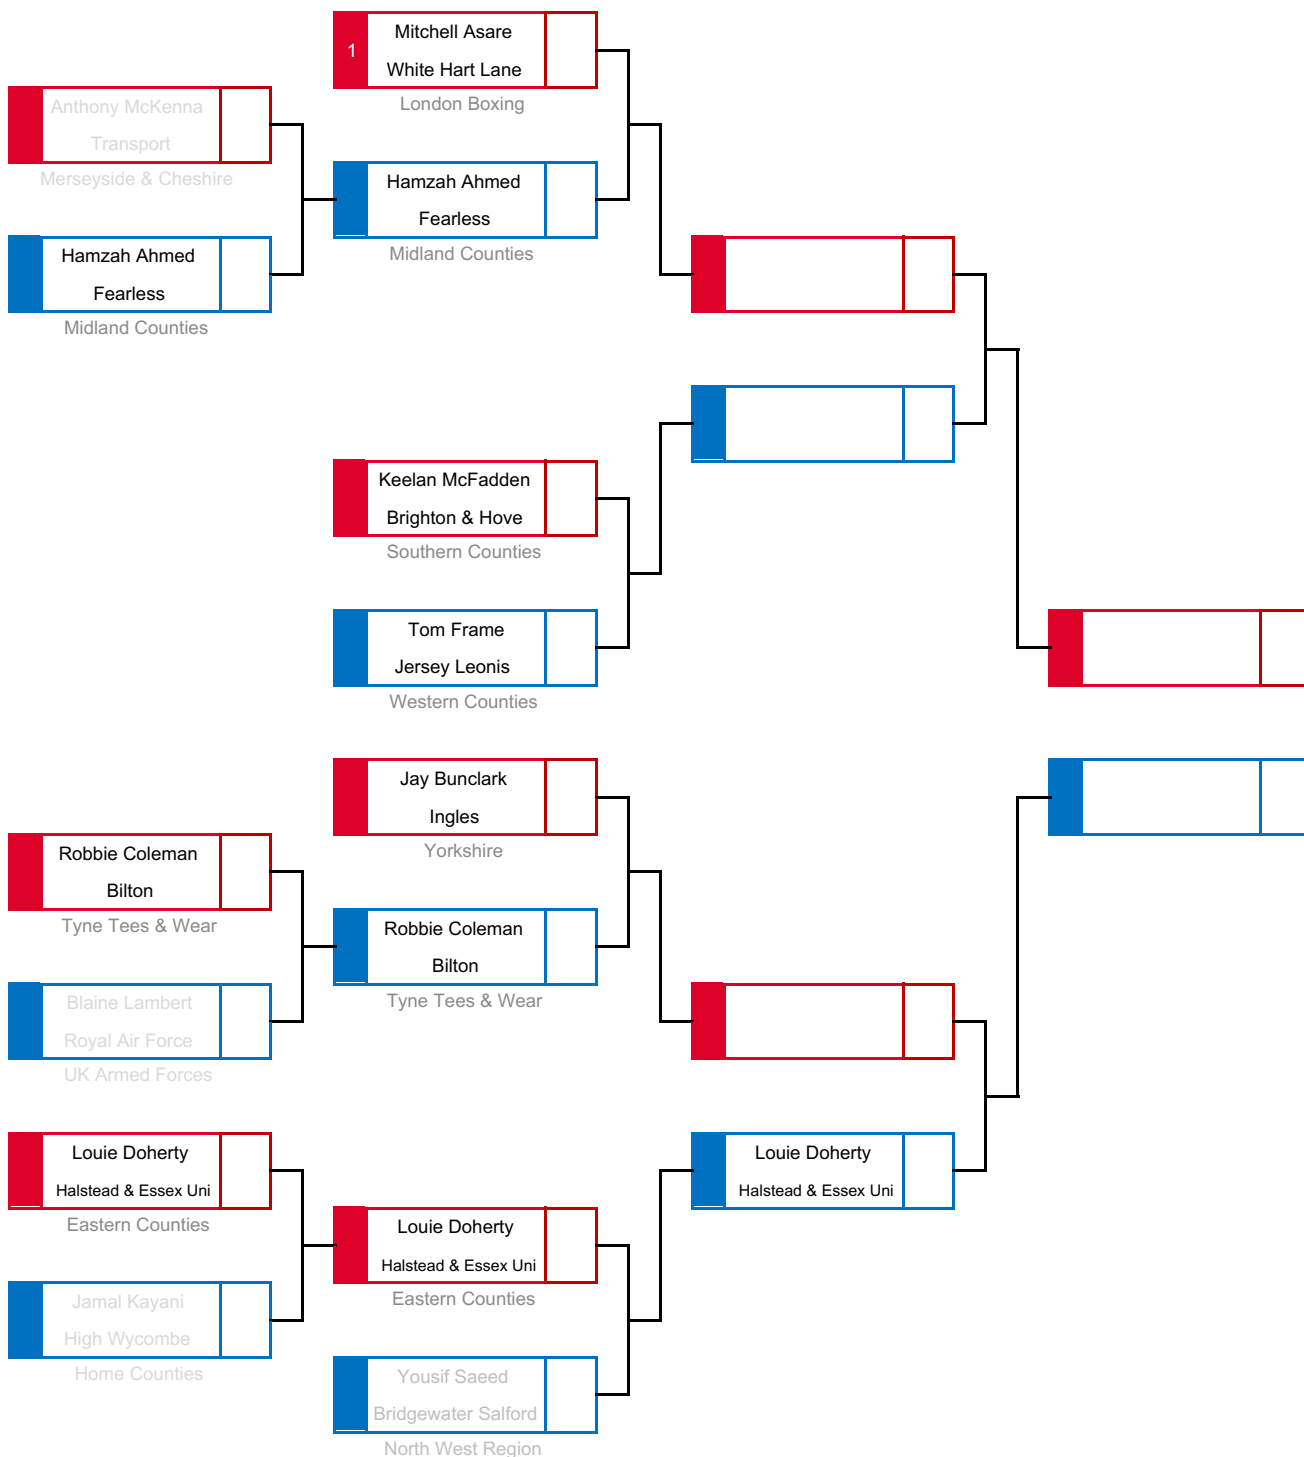 1
Mitchell Asare
White Hart Lane
London Boxing
Anthony McKenna
Transport
Merseyside & Cheshire
Hamzah Ahmed
Fearless
Midland Counties
Hamzah Ahmed
Fearless
Midland Counties
Keelan McFadden
Brighton & Hove
Southern Counties
Tom Frame
Jersey Leonis
Western Counties
Jay Bunclark
Ingles
Yorkshire
Robbie Coleman
Bilton
Tyne Tees & Wear
Robbie Coleman
Bilton
Tyne Tees & Wear
Blaine Lambert
Royal Air Force
UK Armed Forces
Louie Doherty
Halstead & Essex Uni
Eastern Counties
Louie Doherty
Halstead & Essex Uni
Louie Doherty
Halstead & Essex Uni
Eastern Counties
Jamal Kayani
High Wycombe
Home Counties
Yousif Saeed
Bridgewater Salford
North West Region